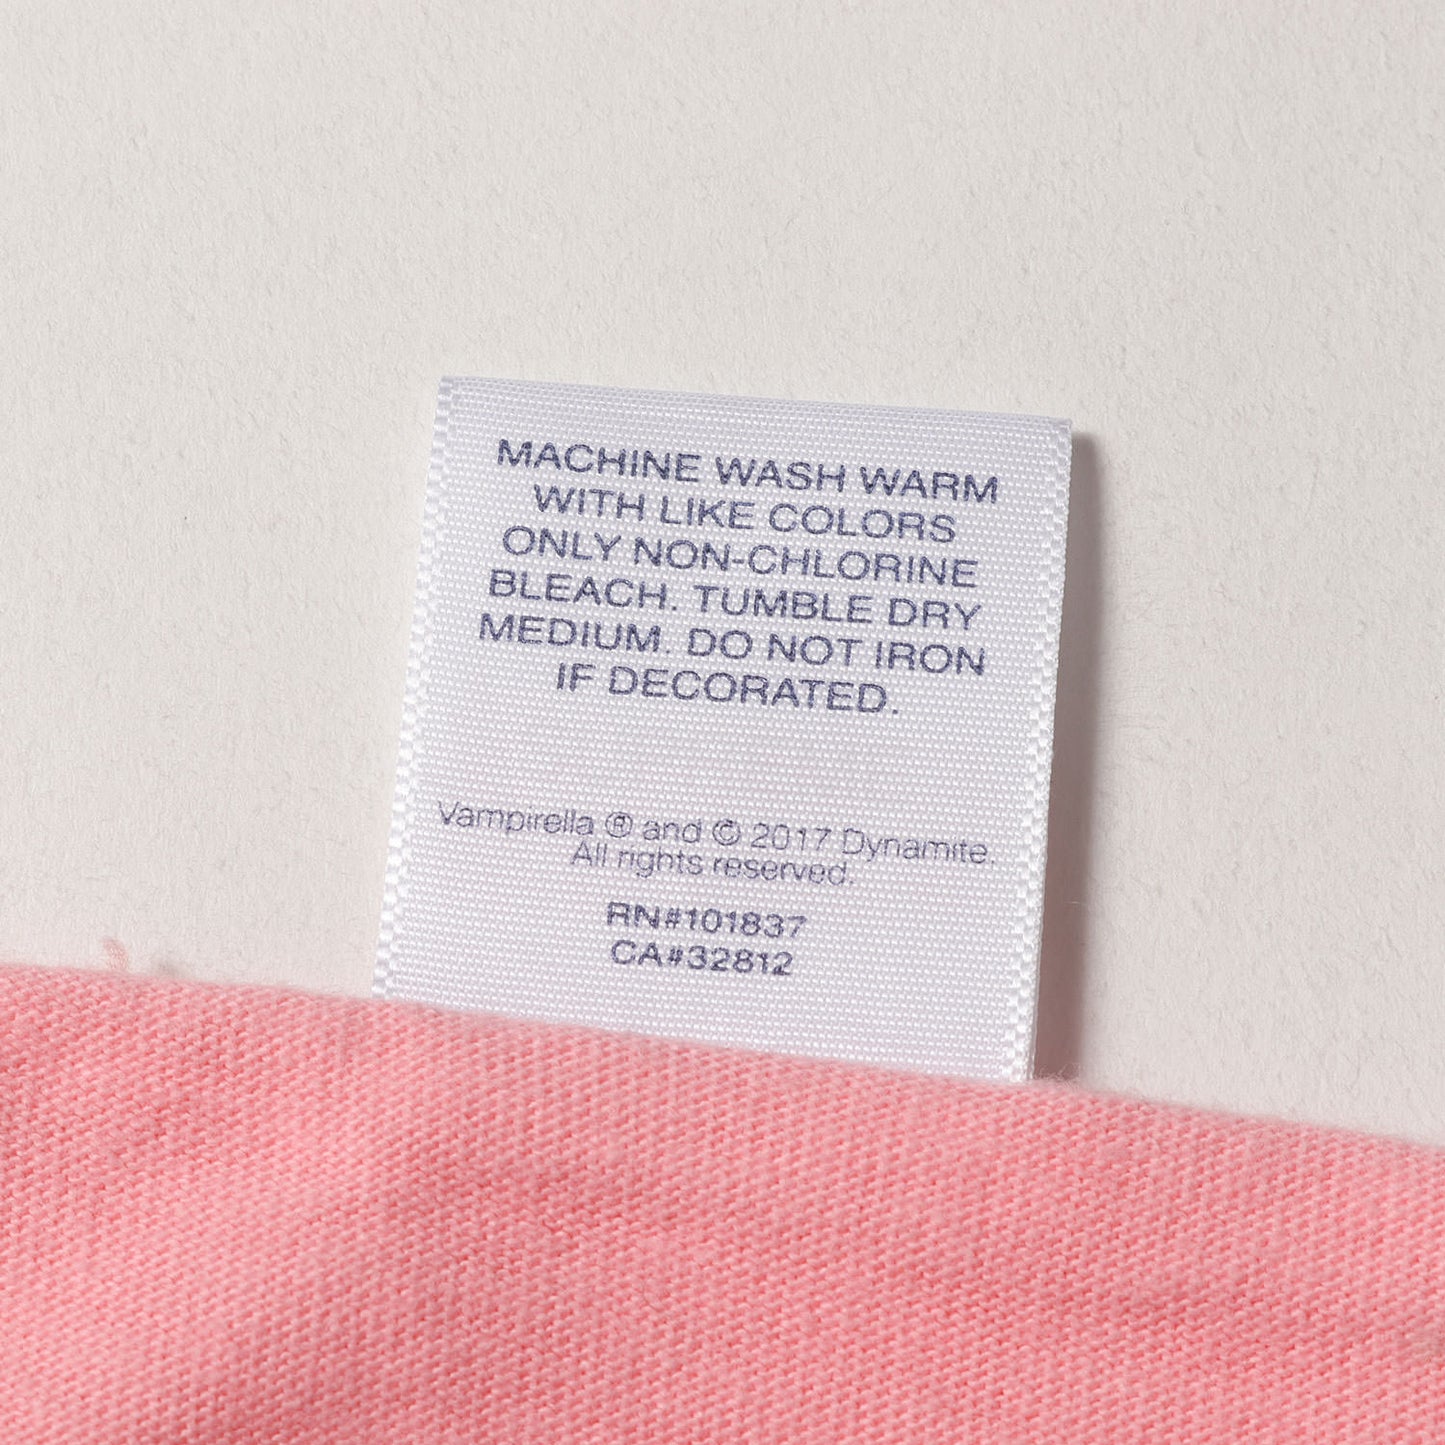 MACHINE WASH WARM
WITH LIKE COLORS
ONLY NON-CHLORINE
BLEACH. TUMBLE DRY
MEDIUM. DO NOT IRON
IF DECORATED.
Vampirella ® and © 2017 Dynamite.
All rights reserved.
RN#101837
CA#32812